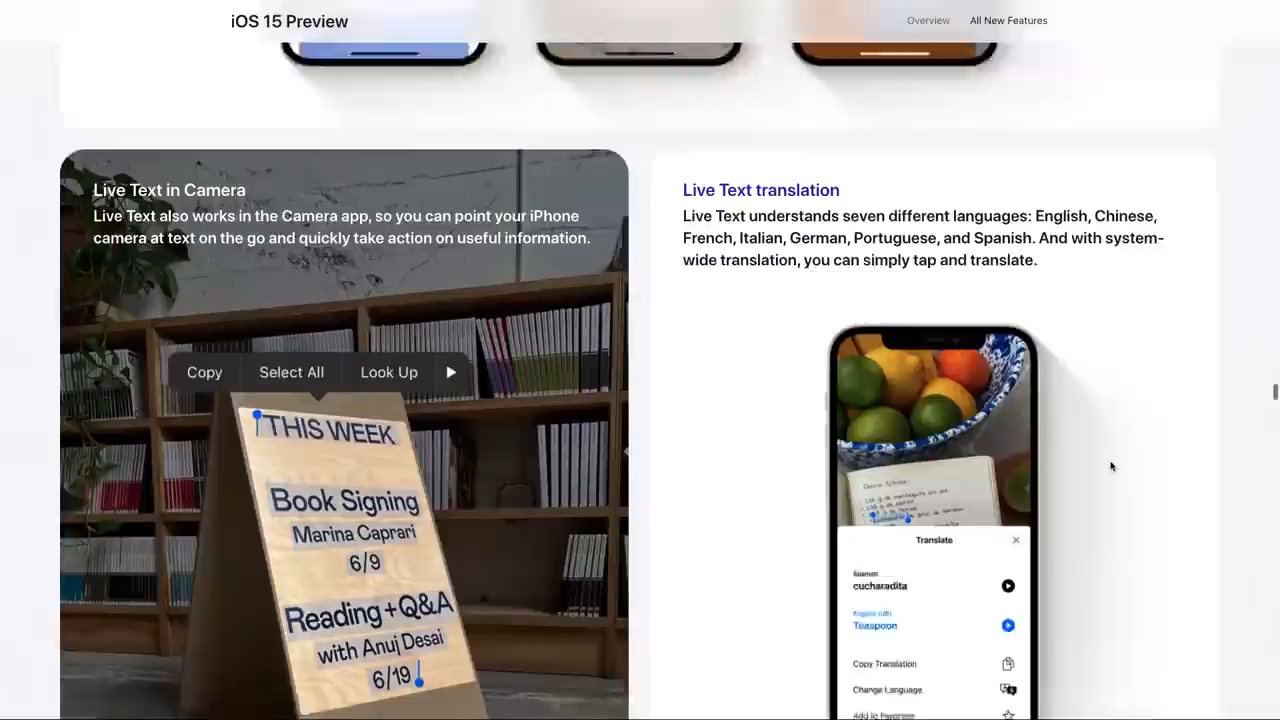 iOS 15 Preview
Overview
All New Features
Live Text in Camera
Live Text also works in the Camera app, so you can point your iPhone
camera at text on the go and quickly take action on useful information.
Copy
Select All
Look Up
THIS WEEK
Book Signing
Marina Caprari
6/9
Reading + Q&A
with Anuj Desai
6/19
Live Text translation
Live Text understands seven different languages: English, Chinese,
French, Italian, German, Portuguese, and Spanish. And with system-
wide translation, you can simply tap and translate.
Translate
cucharadita
Teaspoon
Copy Translation
Change Language
Add to Favorites